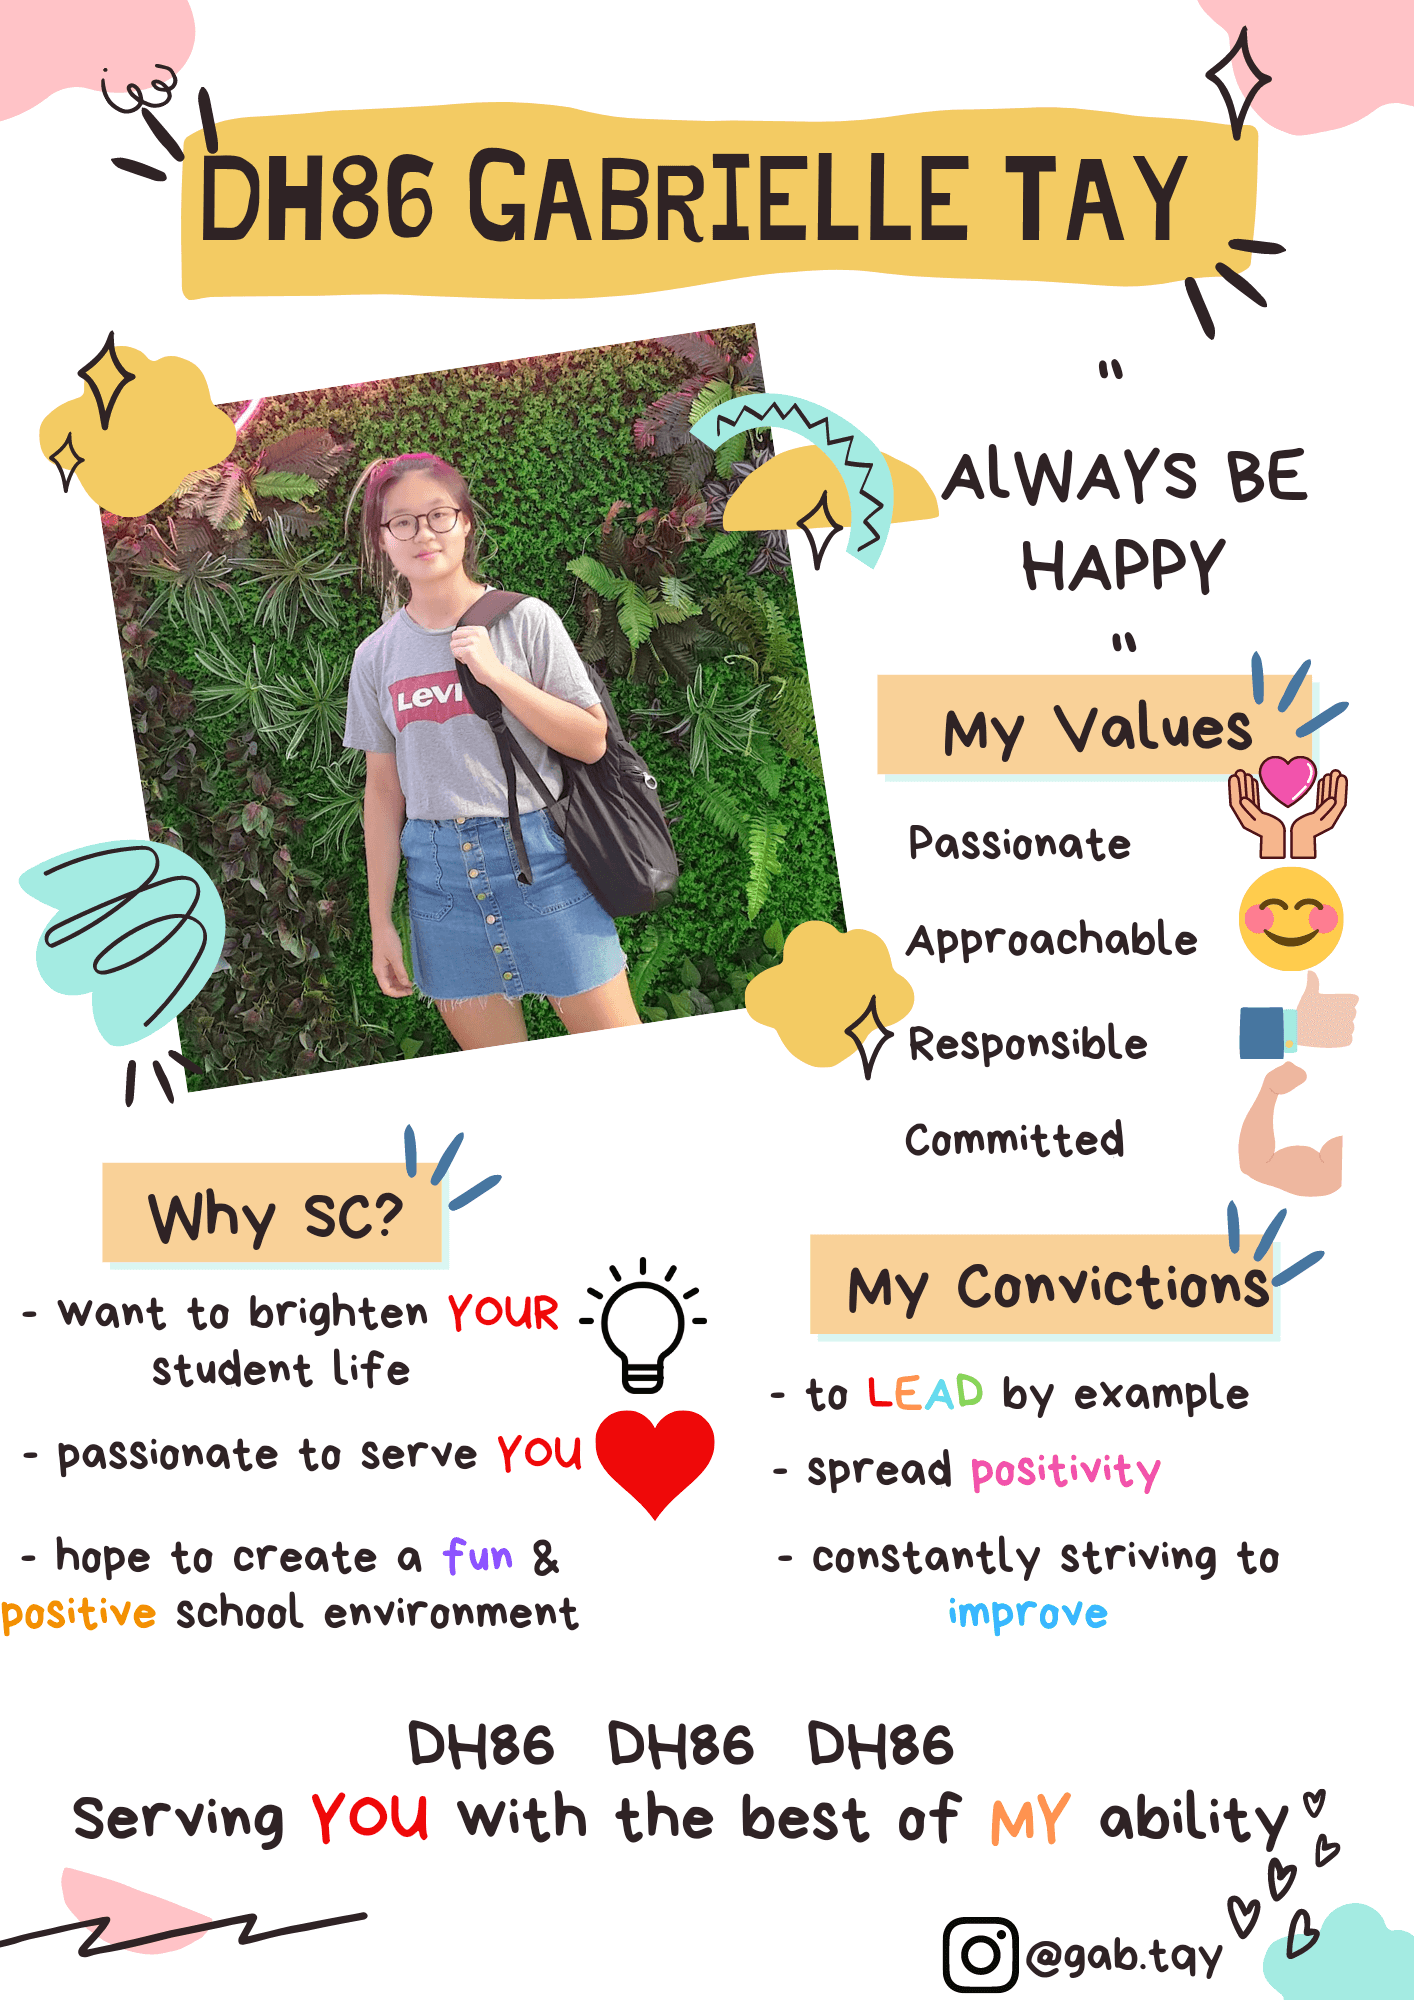 DH86 GABRIELLE TAY
"
AlWAYS BE
HAPPY
"
LEVI
My Values
Passionate
Approachable
Responsible
Committed
Why SC?
- want to brighten YOUR
student life
- passionate to serve YOU
- hope to create a fun &
positive school environment
My Convictions
- to LEAD by example
- spread positivity
- constantly striving to
improve
DH86 DH86 DH86
Serving YOU with the best of MY ability
@gab.tay